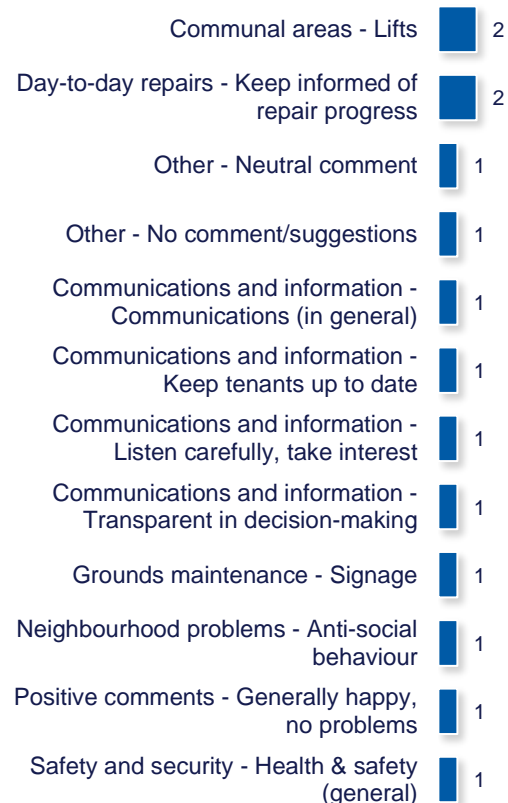 Communal areas - Lifts 2
Day-to-day repairs - Keep informed of
repair progress 2
Other - Neutral comment 1
Other - No comment/suggestions 1
Communications and information -
Communications (in general) 1
Communications and information -
Keep tenants up to date 1
Communications and information -
Listen carefully, take interest 1
Communications and information -
Transparent in decision-making 1
Grounds maintenance - Signage 1
Neighbourhood problems - Anti-social
behaviour 1
Positive comments - Generally happy,
no problems 1
Safety and security - Health & safety
(general) 1